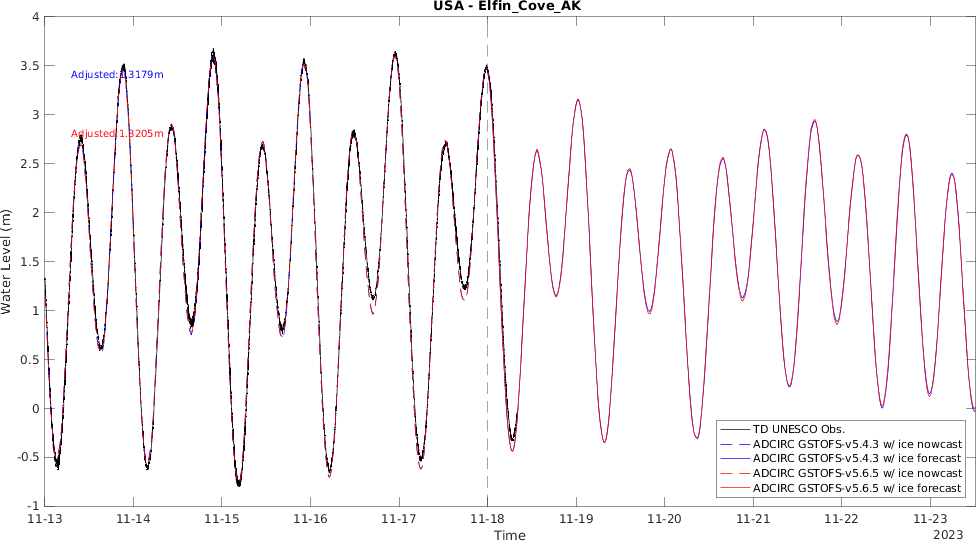 USA - Elfin_Cove_AK
4
3.5
3
2.5
2
1.5
1
0.5
0
-0.5
-1
Water Level (m)
Adjusted: 1.3179m
Adjusted: 1.3205m
TD UNESCO Obs.
ADCIRC GSTOFS-v5.4.3 w/ ice nowcast
ADCIRC GSTOFS-v5.4.3 w/ ice forecast
ADCIRC GSTOFS-v5.6.5 w/ ice nowcast
ADCIRC GSTOFS-v5.6.5 w/ ice forecast
11-13 11-14 11-15 11-16 11-17 11-18 11-19 11-20 11-21 11-22 11-23
Time
2023